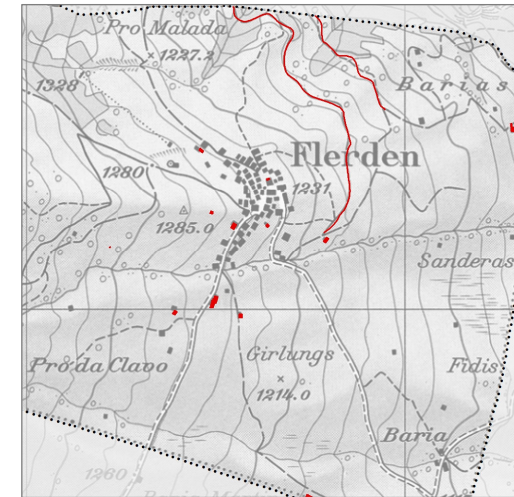 Pro Malada
1227.2
1328
Barias
Flerden
1280
1231
1285.0
Sanderas
Girlungs
Pro da Clavo
Fidis
1214.0
Baria
1260